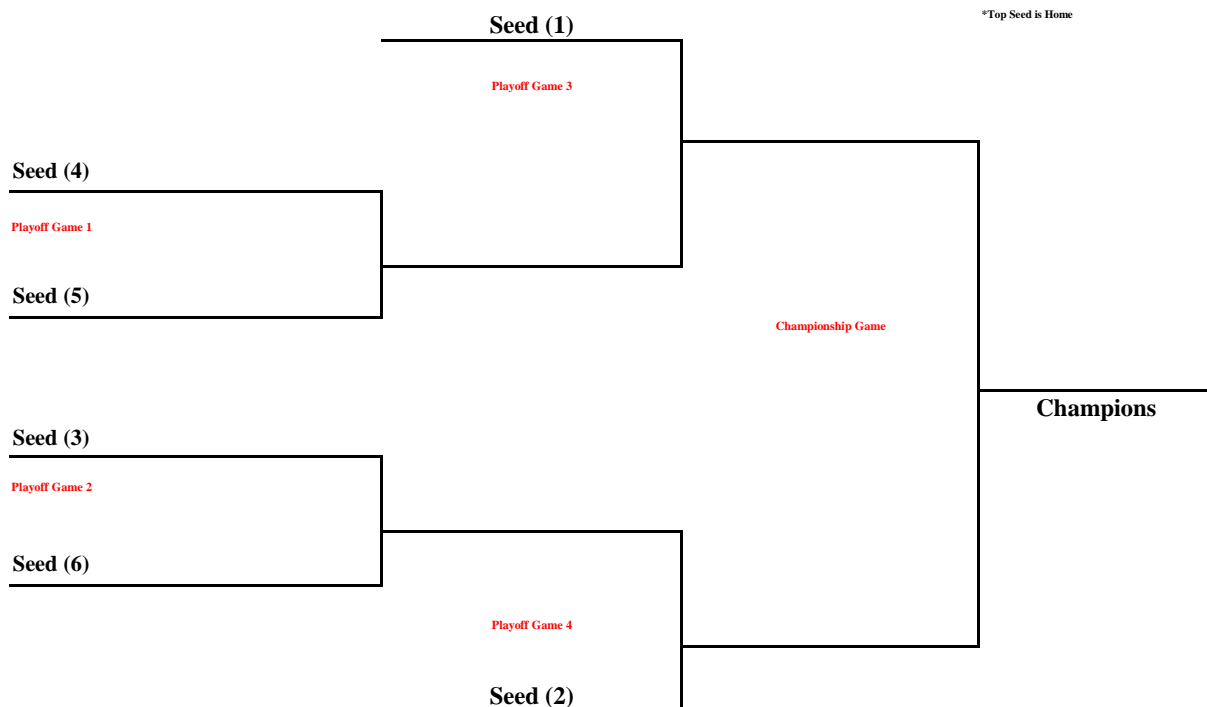 Seed (1)
*Top Seed is Home
Playoff Game 3
Seed (4)
Playoff Game 1
Seed (5)
Championship Game
Champions
Seed (3)
Playoff Game 2
Seed (6)
Playoff Game 4
Seed (2)